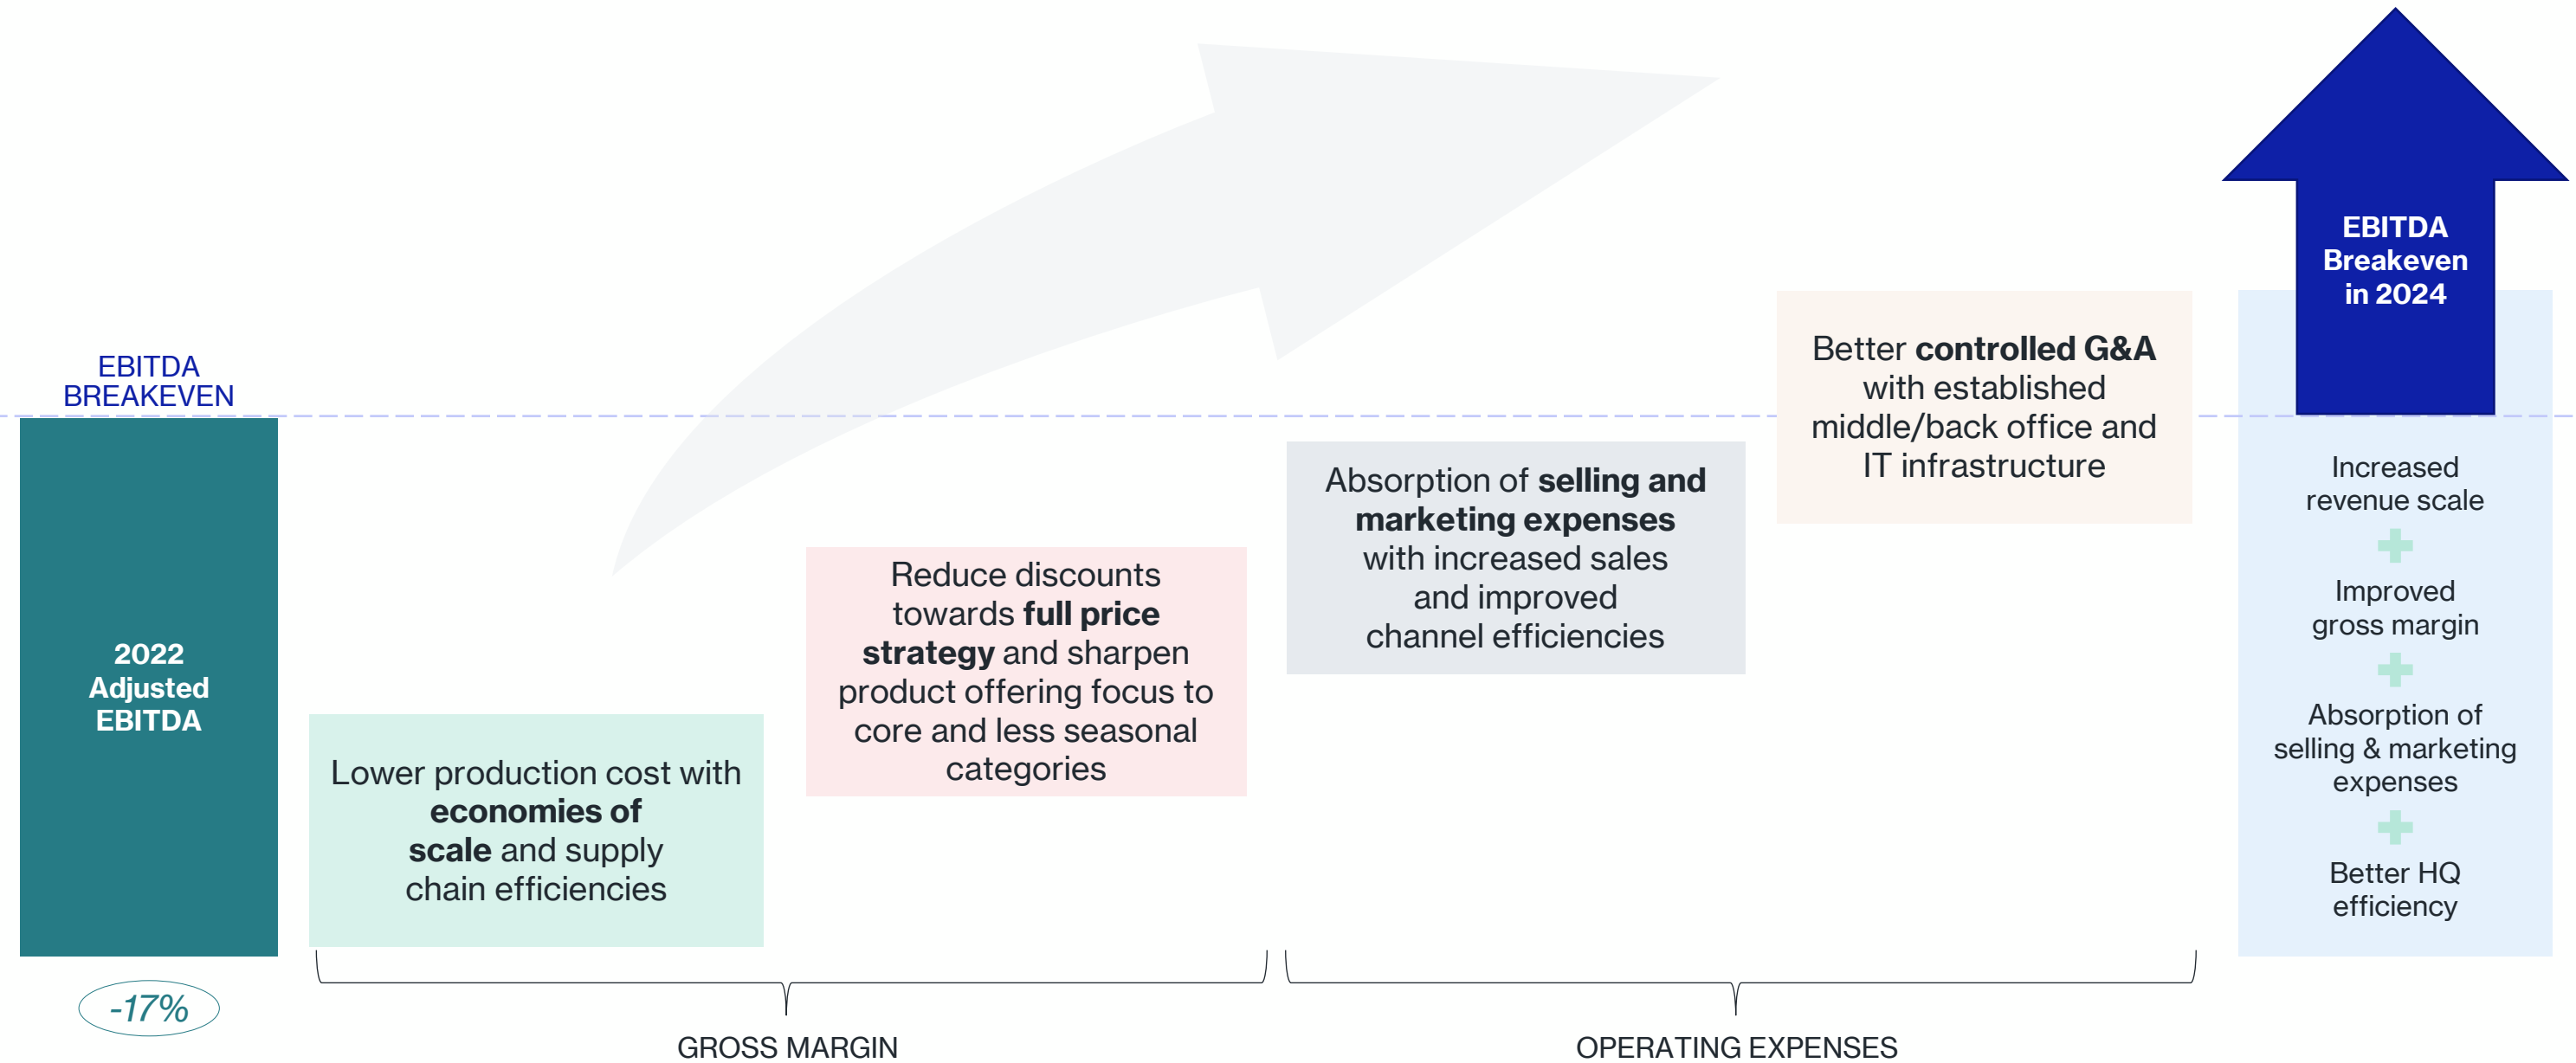 EBITDA
BREAKEVEN
2022
Adjusted
EBITDA
-17%
Lower production cost with
economies of
scale and supply
chain efficiencies
Reduce discounts
towards full price
strategy and sharpen
product offering focus to
core and less seasonal
categories
GROSS MARGIN
Absorption of selling and
marketing expenses
with increased sales
and improved
channel efficiencies
Better controlled G&A
with established
middle/back office and
IT infrastructure
OPERATING EXPENSES
EBITDA
Breakeven
in 2024
Increased
revenue scale
Improved
gross margin
Absorption of
selling & marketing
expenses
Better HQ
efficiency